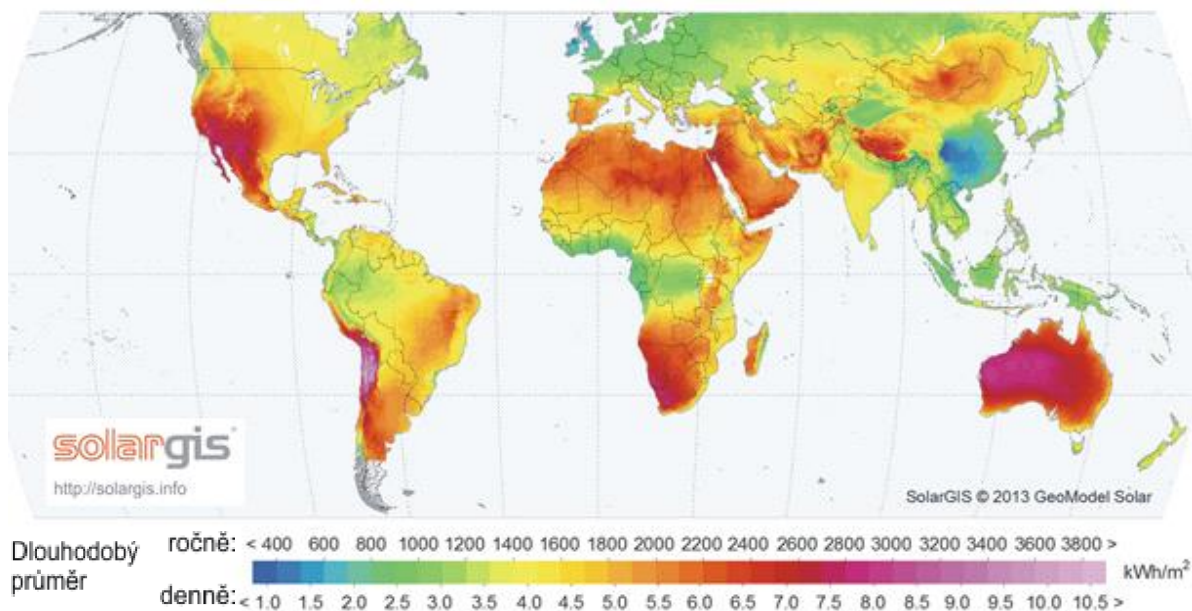 solargis
http://solargis.info
SolarGIS © 2013 GeoModel Solar
Dlouhodobý průměr
ročně: < 400 600 800 1000 1200 1400 1600 1800 2000 2200 2400 2600 2800 3000 3200 3400 3600 3800 >
kWh/m²
denně: < 1.0 1.5 2.0 2.5 3.0 3.5 4.0 4.5 5.0 5.5 6.0 6.5 7.0 7.5 8.0 8.5 9.0 9.5 10.0 10.5 >